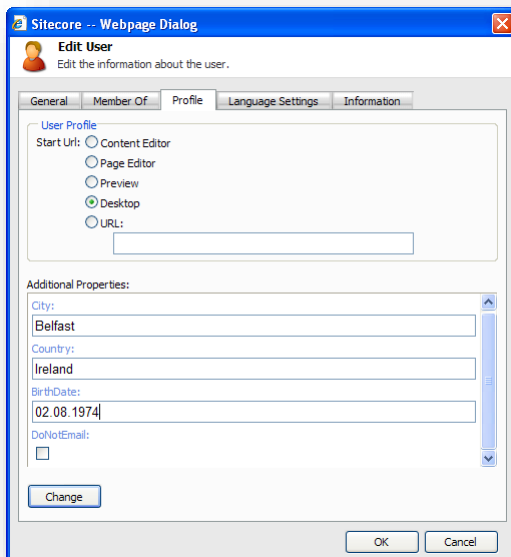 Sitecore -- Webpage Dialog
Edit User
Edit the information about the user.
General Member Of Profile Language Settings Information
User Profile
Start Url: Content Editor
Page Editor
Preview
Desktop
URL:
Additional Properties:
City:
Belfast
Country:
Ireland
BirthDate:
02.08.1974
DoNotEmail:
Change
OK Cancel